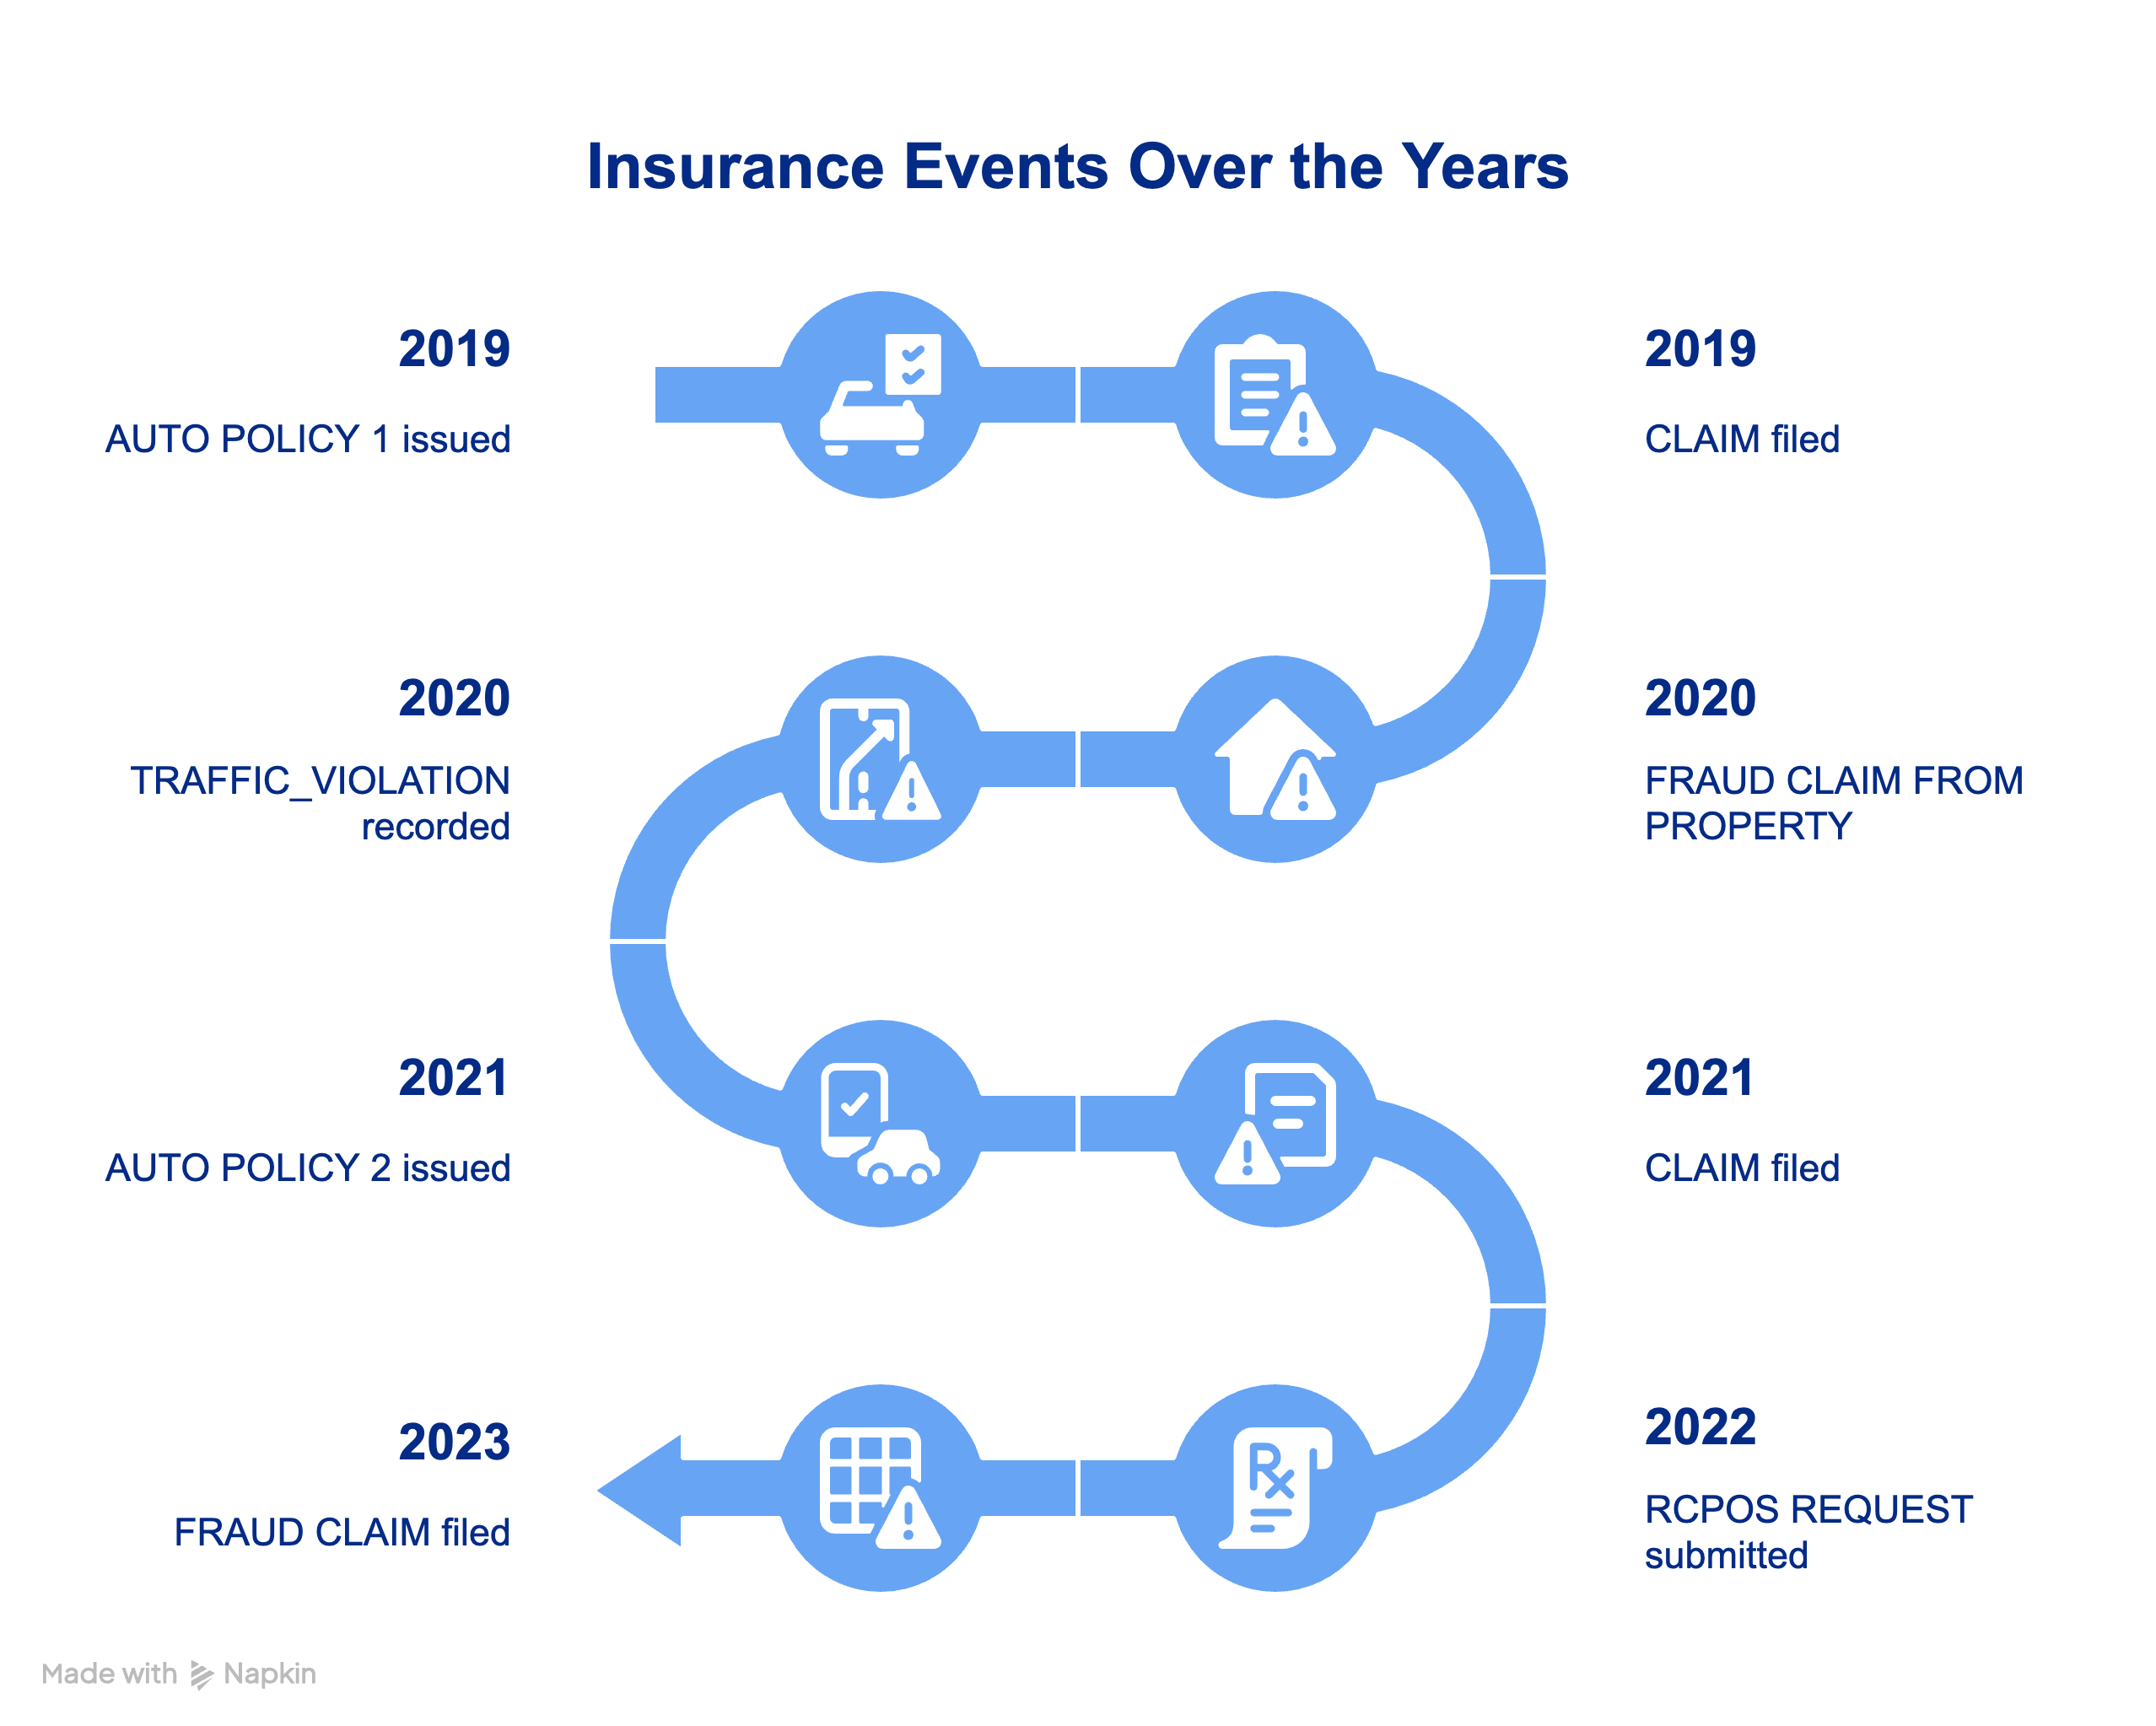 Insurance Events Over the Years
2019
AUTO POLICY 1 issued
2019
CLAIM filed
2020
TRAFFIC_VIOLATION
recorded
2020
FRAUD CLAIM FROM
PROPERTY
2021
AUTO POLICY 2 issued
2021
CLAIM filed
2023
FRAUD CLAIM filed
2022
RCPOS REQUEST
submitted
Rx
Made with Napkin